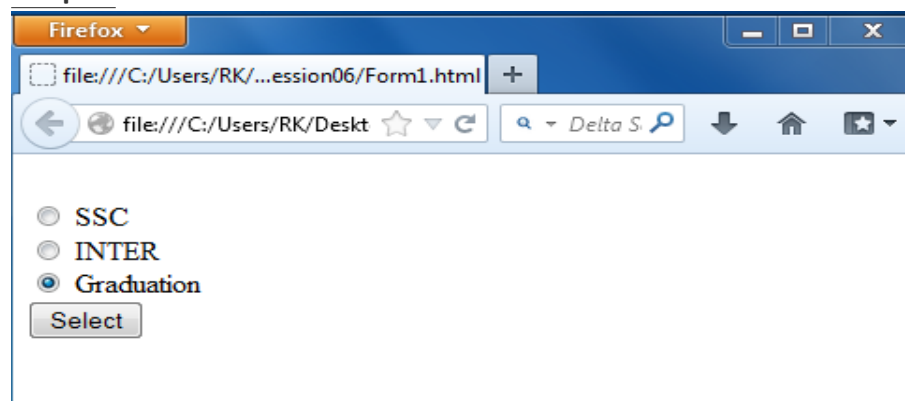 Firefox
file:///C:/Users/RK/...ession06/Form1.html
file:///C:/Users/RK/Deskt
Delta S
SSC
INTER
Graduation
Select